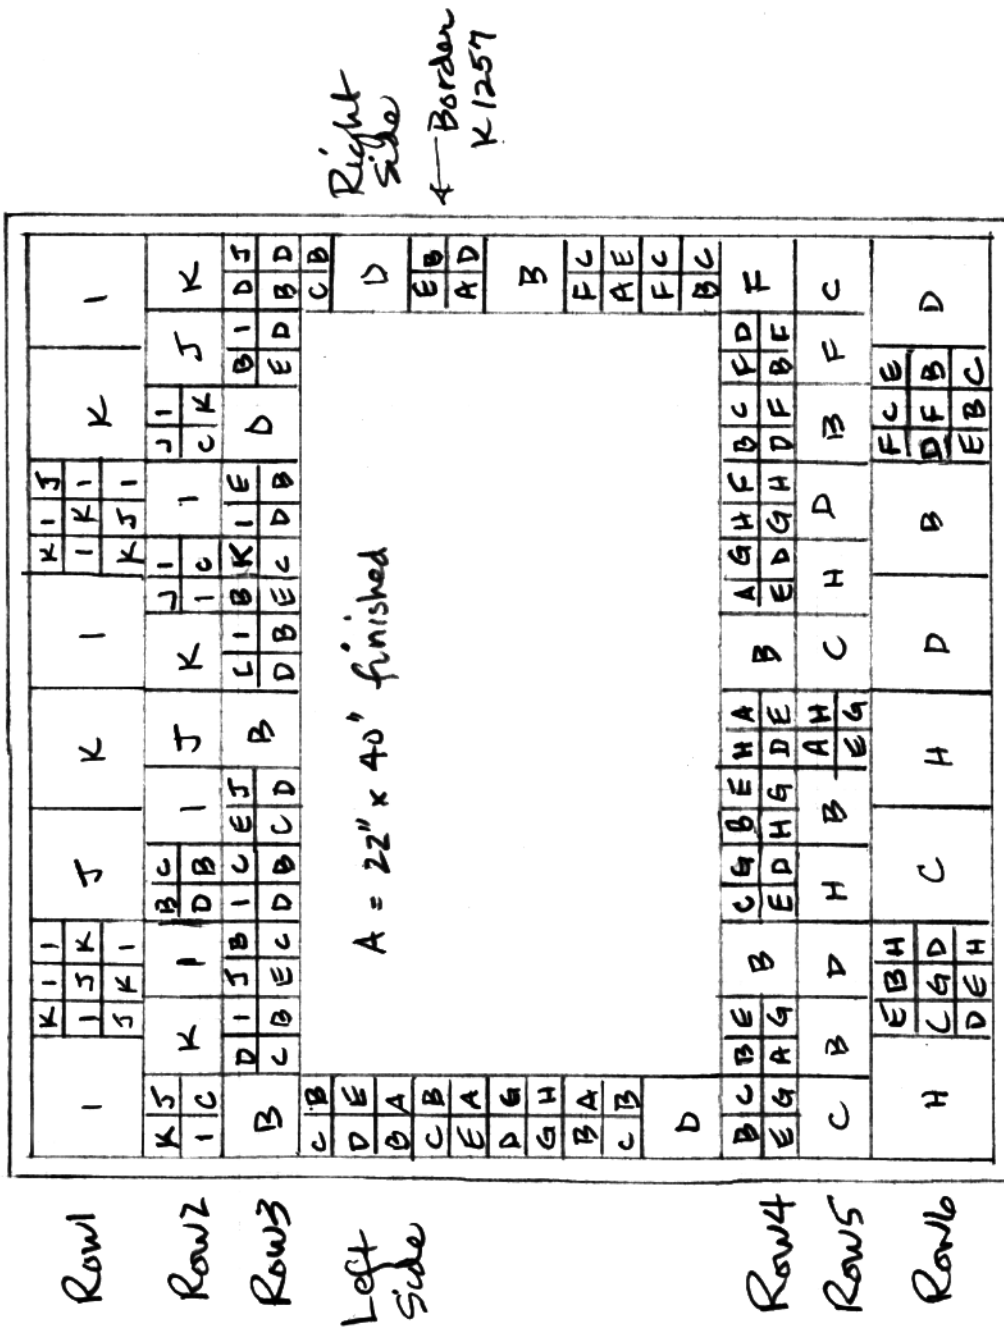 Row1
K I I K I J
I I J K J K I I K I K I
J K I K J I
Row2
K J B C J I J I
K I I J K I J K
I C D B I C C K
Row3
D I J B I C E J C I B K I E B I D J
B B D
C B E C D B C D D B E C D B E D B D
Left
Side
C B
D E
B A
C B
E A
D G
G H
B A
C B
D
A = 22" x 40" finished
C B
D
E B
A D
B
F C
A E
F C
B C
Right
Side
← Border
K1257
Row4
B C B E C G B E H A A G H F B C F D
B B F
E G A G E D H G D E E D G H D F B E
Row5
A H
C B D H B C H D B F C
E G
Row6
E B H F C E
H C G D C H D B D F B D
D E H E B C